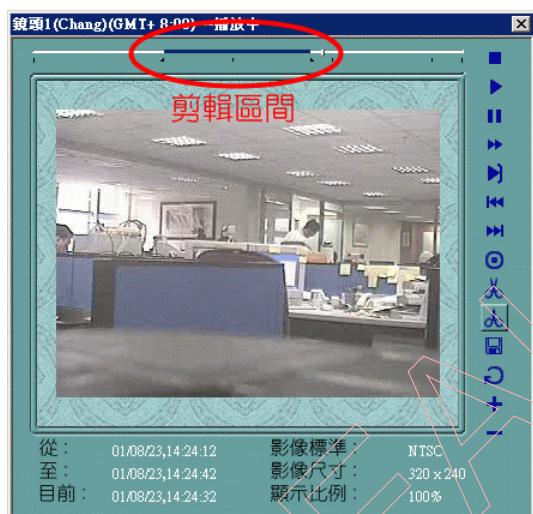 鏡頭1(Chang)(GMT+ 8:00) --播放中
剪輯區間
從： 01/08/23,14:24:12 影像標準： NTSC
至： 01/08/23,14:24:42 影像尺寸： 320 x 240
目前： 01/08/23,14:24:32 顯示比例： 100%